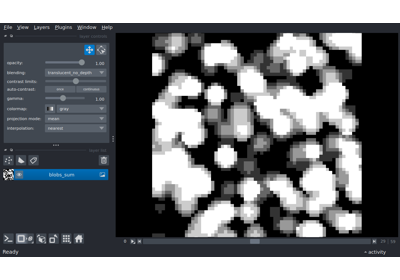 File View Layers Plugins Window Help
opacity: 1.00
blending: translucent_no_depth
contrast limits:
auto-contrast: once continuous
gamma: 1.00
colormap: gray
projection mode: mean
interpolation: nearest
blobs_sum
Ready
activity